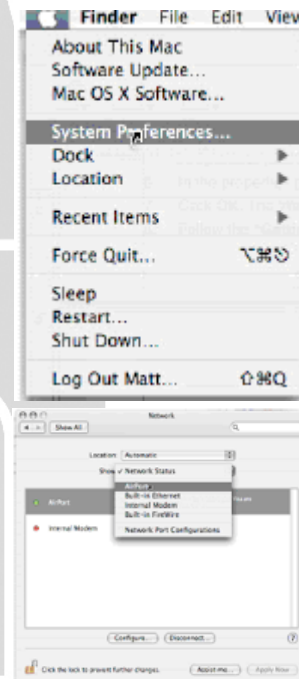 Finder File Edit View
About This Mac
Software Update...
Mac OS X Software...
System Preferences...
Dock
Location
Recent Items
Force Quit... ⌥⌘⎋
Sleep
Restart...
Shut Down...
Log Out Matt... ⇧⌘Q
Network
Show All
Location: Automatic
Show ✓ Network Status
AirPort
Built-in Ethernet
Internal Modem
Built-in FireWire
Network Port Configurations
AirPort
Internal Modem
Configure... Disconnect... ?
Click the lock to prevent further changes. Assist me... Apply Now